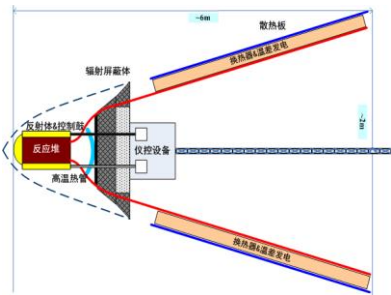 ~6m
散热板
换热器&温差发电
辐射屏蔽体
反射体&控制鼓
反应堆
仪控设备
~2m
高温热管
换热器&温差发电